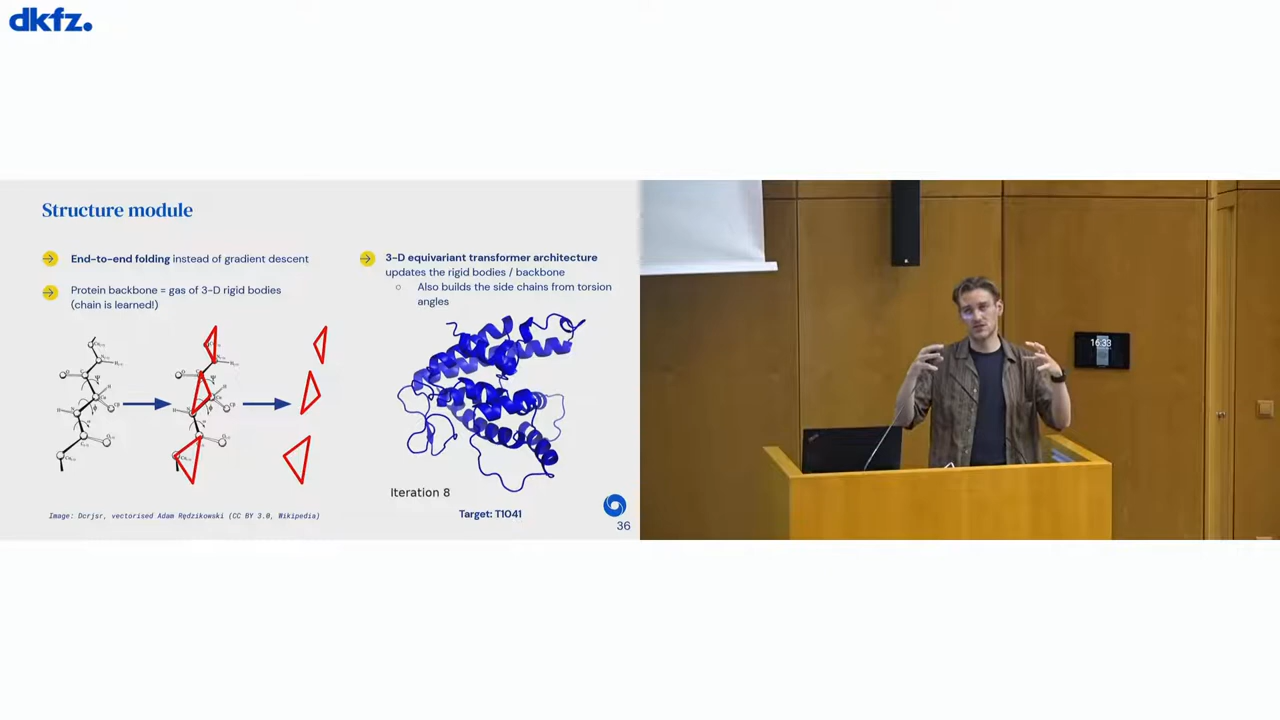 dkfz.
Structure module
End-to-end folding instead of gradient descent
Protein backbone = gas of 3-D rigid bodies
(chain is learned!)
3-D equivariant transformer architecture
updates the rigid bodies / backbone
Also builds the side chains from torsion
angles
Iteration 8
Target: T1041
Image: Dcrjsr, vectorised Adam Rędzikowski (CC BY 3.0, Wikipedia)
36
16:33